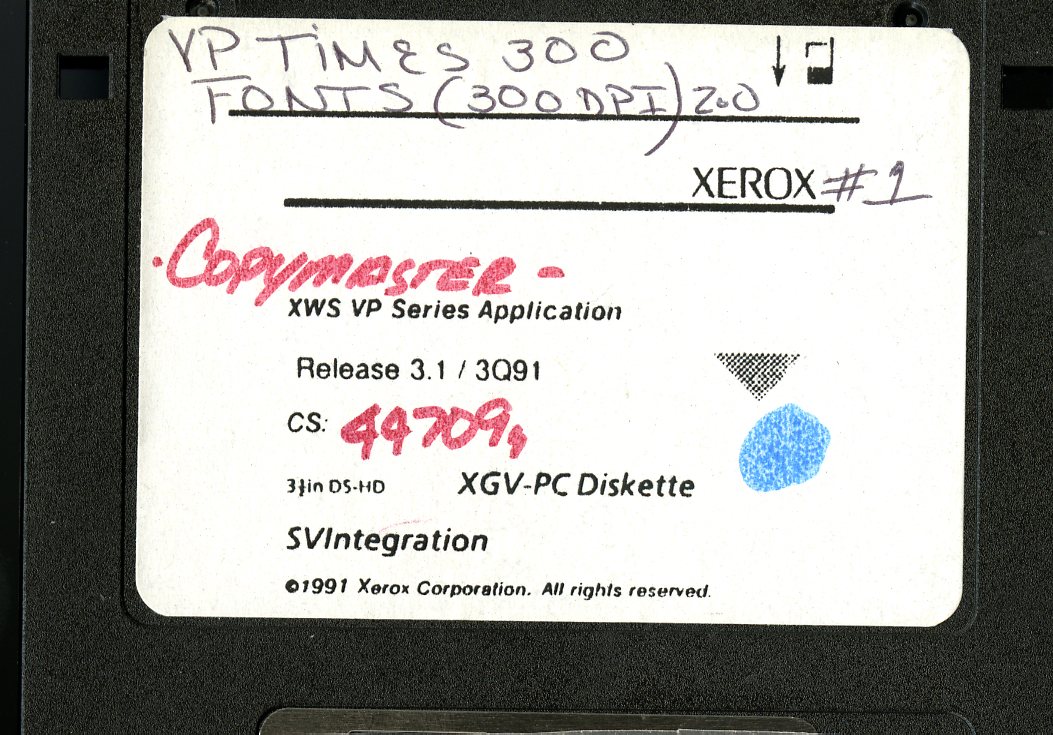 VP TIMES 300
FONTS (300 DPI) 2.0
XEROX #1
COPYMASTER -
XWS VP Series Application
Release 3.1 / 3Q91
CS: 44709,
3½in DS-HD XGV-PC Diskette
SVIntegration
©1991 Xerox Corporation. All rights reserved.